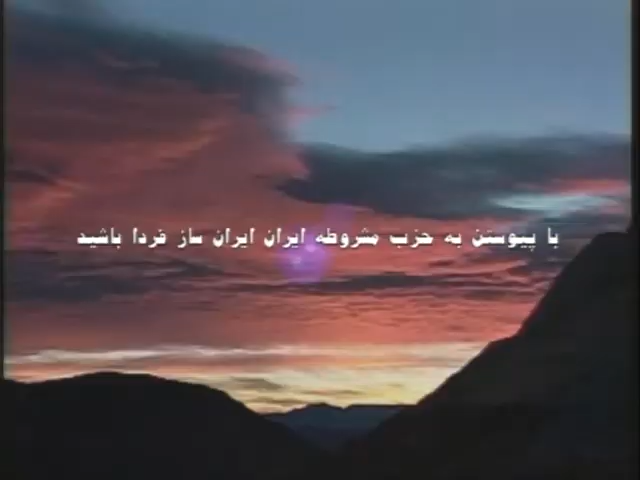 با پیوستن به حزب مشروطه ایران ایران ساز فردا باشید